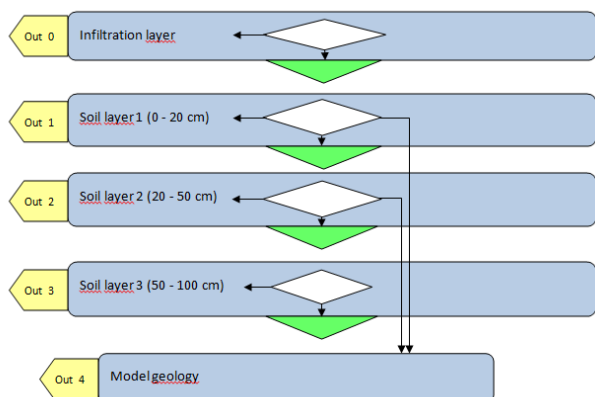 Out 0
Infiltration layer
Out 1
Soil layer 1 (0 - 20 cm)
Out 2
Soil layer 2 (20 - 50 cm)
Out 3
Soil layer 3 (50 - 100 cm)
Out 4
Model geology